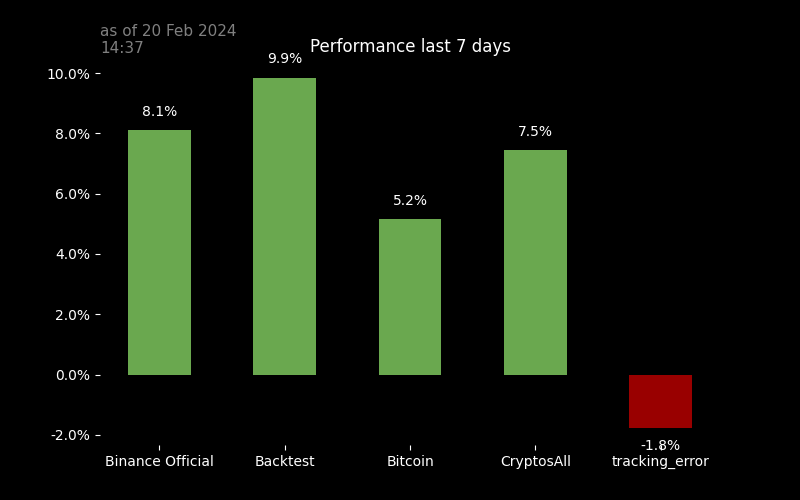 as of 20 Feb 2024
14:37
Performance last 7 days
10.0%
8.0%
6.0%
4.0%
2.0%
0.0%
-2.0%
8.1%
9.9%
5.2%
7.5%
-1.8%
Binance Official
Backtest
Bitcoin
CryptosAll
tracking_error